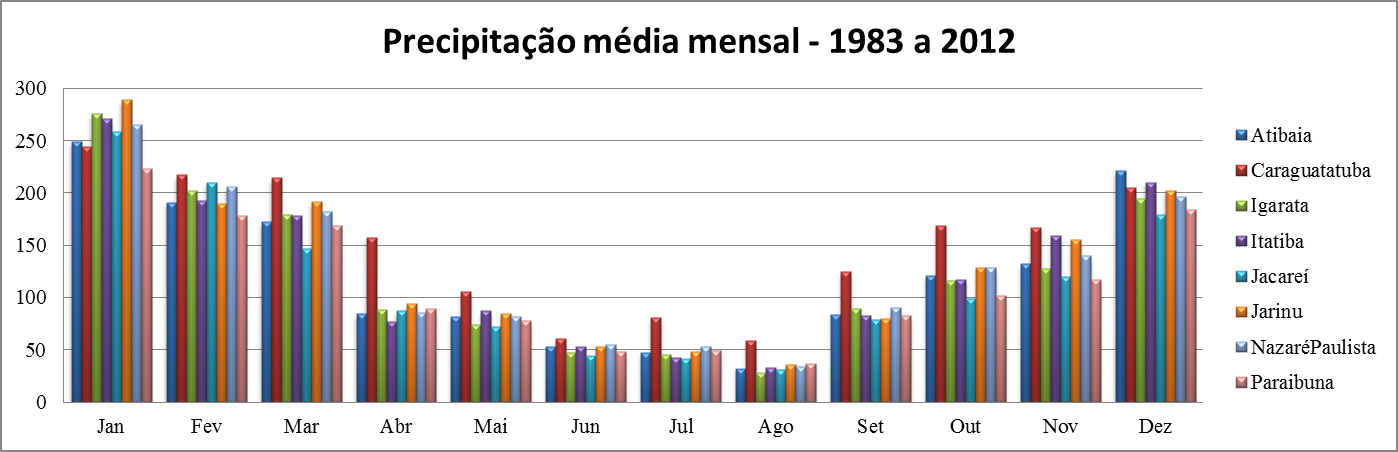 Precipitação média mensal - 1983 a 2012
300
250
200
150
100
50
0
Jan Fev Mar Abr Mai Jun Jul Ago Set Out Nov Dez
Atibaia
Caraguatatuba
Igarata
Itatiba
Jacareí
Jarinu
NazaréPaulista
Paraibuna